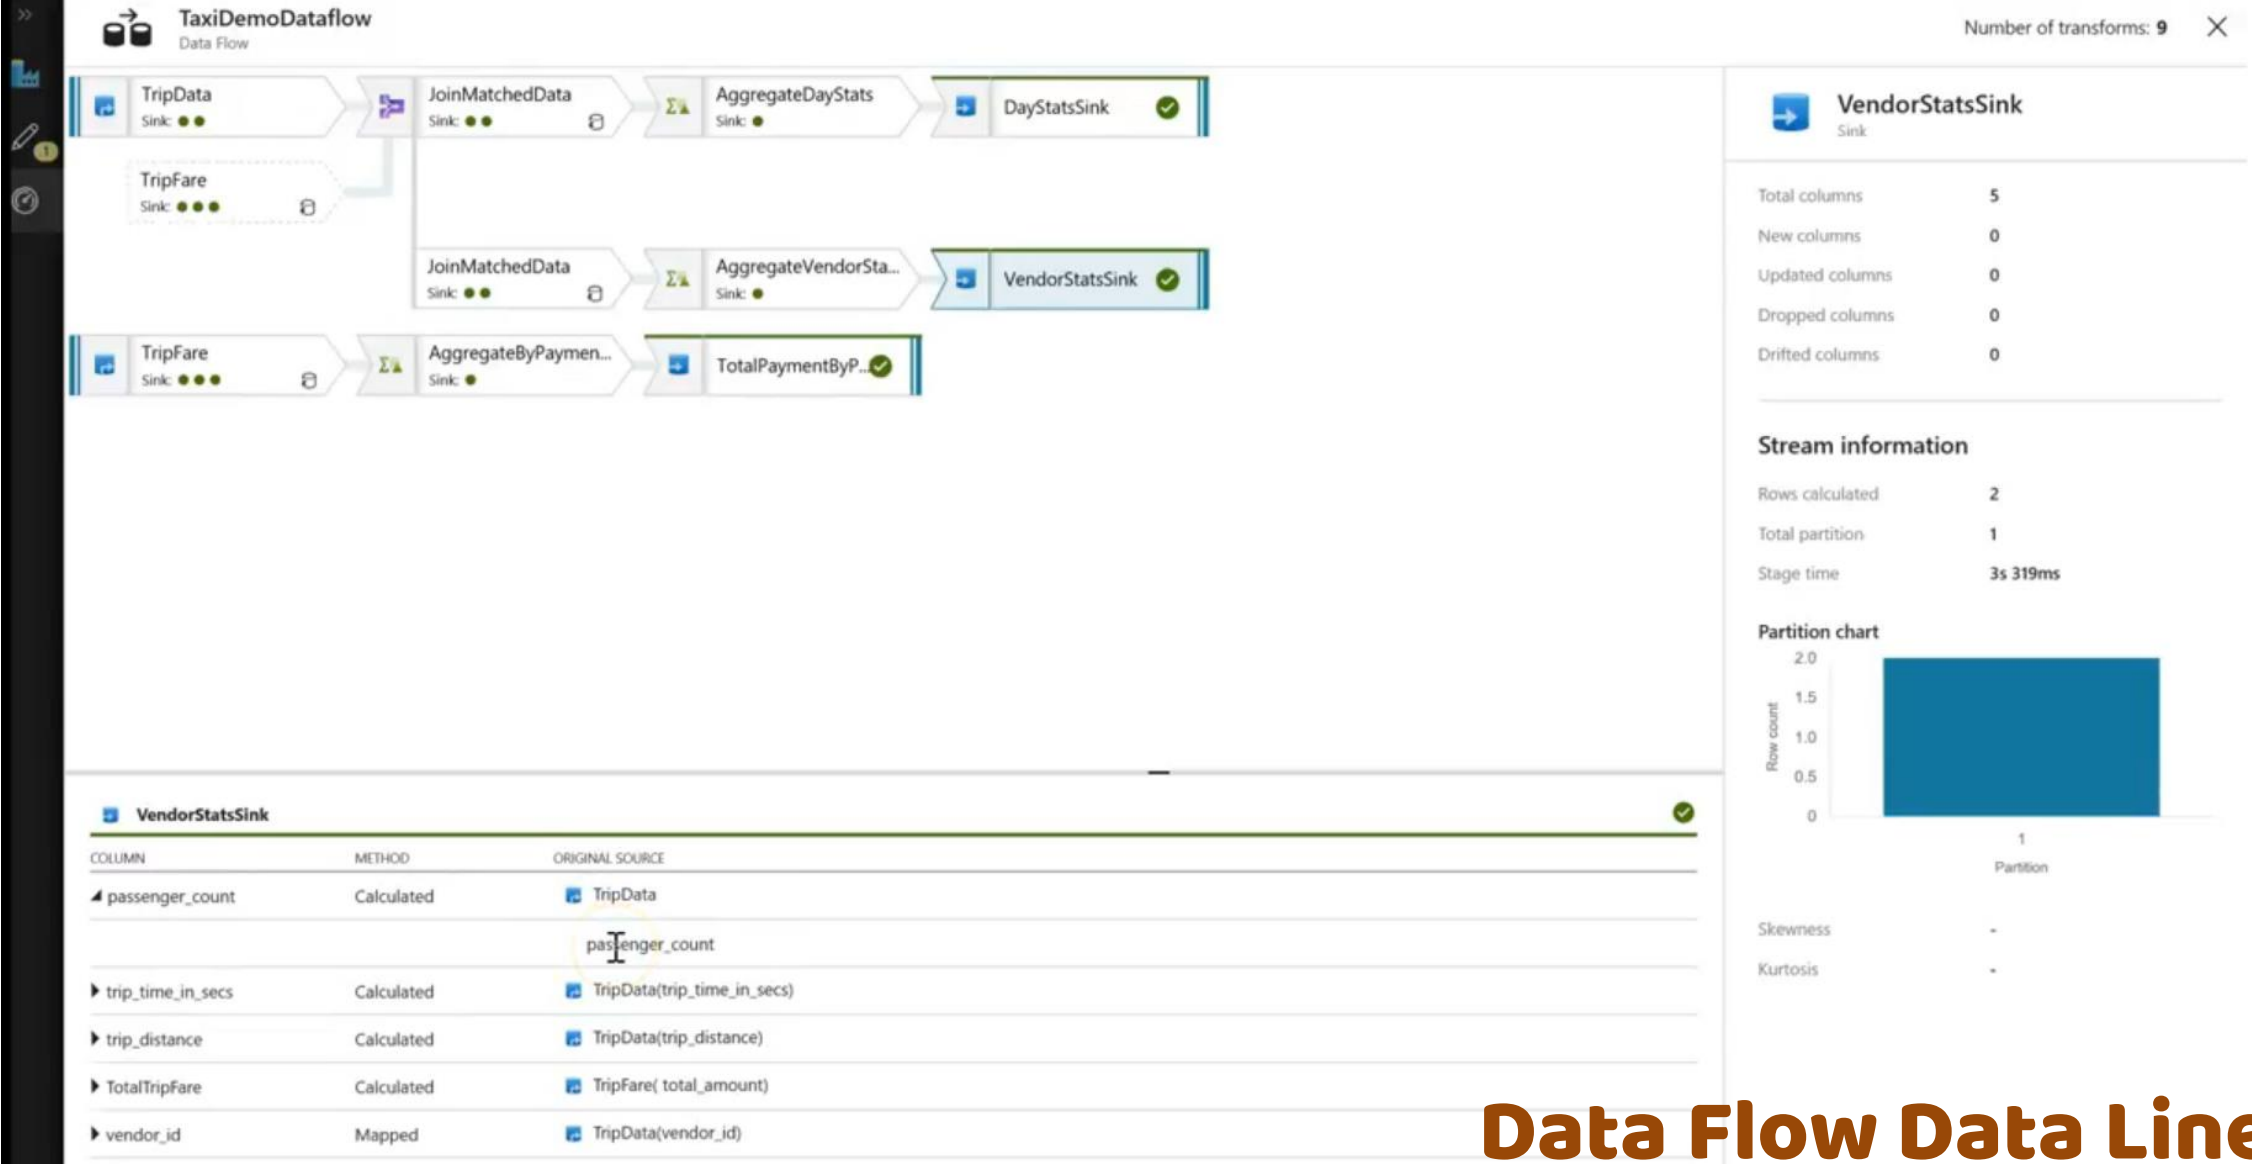 TaxiDemoDataflow
Data Flow
Number of transforms: 9
TripData
Sink:
JoinMatchedData
Sink:
AggregateDayStats
Sink:
DayStatsSink
TripFare
Sink:
JoinMatchedData
Sink:
AggregateVendorSta...
Sink:
VendorStatsSink
TripFare
Sink:
AggregateByPaymen...
Sink:
TotalPaymentByP...
1
VendorStatsSink
Sink
Total columns 5
New columns 0
Updated columns 0
Dropped columns 0
Drifted columns 0
Stream information
Rows calculated 2
Total partition 1
Stage time 3s 319ms
Partition chart
2.0
1.5
1.0
0.5
0
Row count
1
Partition
Skewness -
Kurtosis -
VendorStatsSink
COLUMN METHOD ORIGINAL SOURCE
passenger_count Calculated TripData
passenger_count
trip_time_in_secs Calculated TripData(trip_time_in_secs)
trip_distance Calculated TripData(trip_distance)
TotalTripFare Calculated TripFare( total_amount)
vendor_id Mapped TripData(vendor_id)
Data Flow Data Line